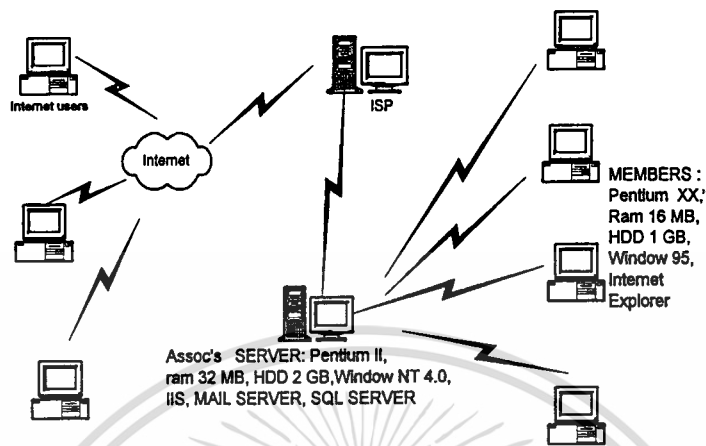 Internet users
ISP
Internet
MEMBERS :
Pentium XX,'
Ram 16 MB,
HDD 1 GB,
Window 95,
Internet
Explorer
Assoc's SERVER: Pentium II,
ram 32 MB, HDD 2 GB,Window NT 4.0,
IIS, MAIL SERVER, SQL SERVER